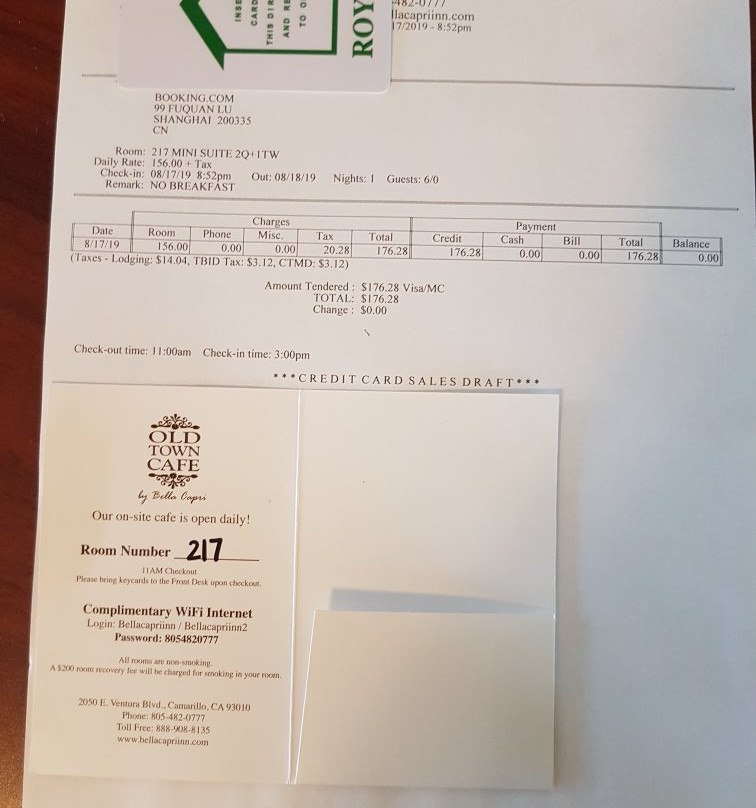 INSE
CARD
THIS DIR
AND RE
TO O
ROY
482-0777
llacapriinn.com
17/2019 - 8:52pm
BOOKING.COM
99 FUQUAN LU
SHANGHAI 200335
CN
Room: 217 MINI SUITE 2Q+1TW
Daily Rate: 156.00 + Tax
Check-in: 08/17/19 8:52pm Out: 08/18/19 Nights: 1 Guests: 6/0
Remark: NO BREAKFAST
Charges Payment
Date Room Phone Misc. Tax Total Credit Cash Bill Total Balance
8/17/19 156.00 0.00 0.00 20.28 176.28 176.28 0.00 0.00 176.28 0.00
(Taxes - Lodging: $14.04, TBID Tax: $3.12, CTMD: $3.12)
Amount Tendered : $176.28 Visa/MC
TOTAL: $176.28
Change : $0.00
Check-out time: 11:00am Check-in time: 3:00pm
***CREDIT CARD SALES DRAFT***
OLD
TOWN
CAFE
by Bella Capri
Our on-site cafe is open daily!
Room Number 217
11AM Checkout
Please bring keycards to the Front Desk upon checkout.
Complimentary WiFi Internet
Login: Bellacapriinn / Bellacapriinn2
Password: 8054820777
All rooms are non-smoking.
A $200 room recovery fee will be charged for smoking in your room.
2050 E. Ventura Blvd., Camarillo, CA 93010
Phone: 805-482-0777
Toll Free: 888-908-8135
www.bellacapriinn.com